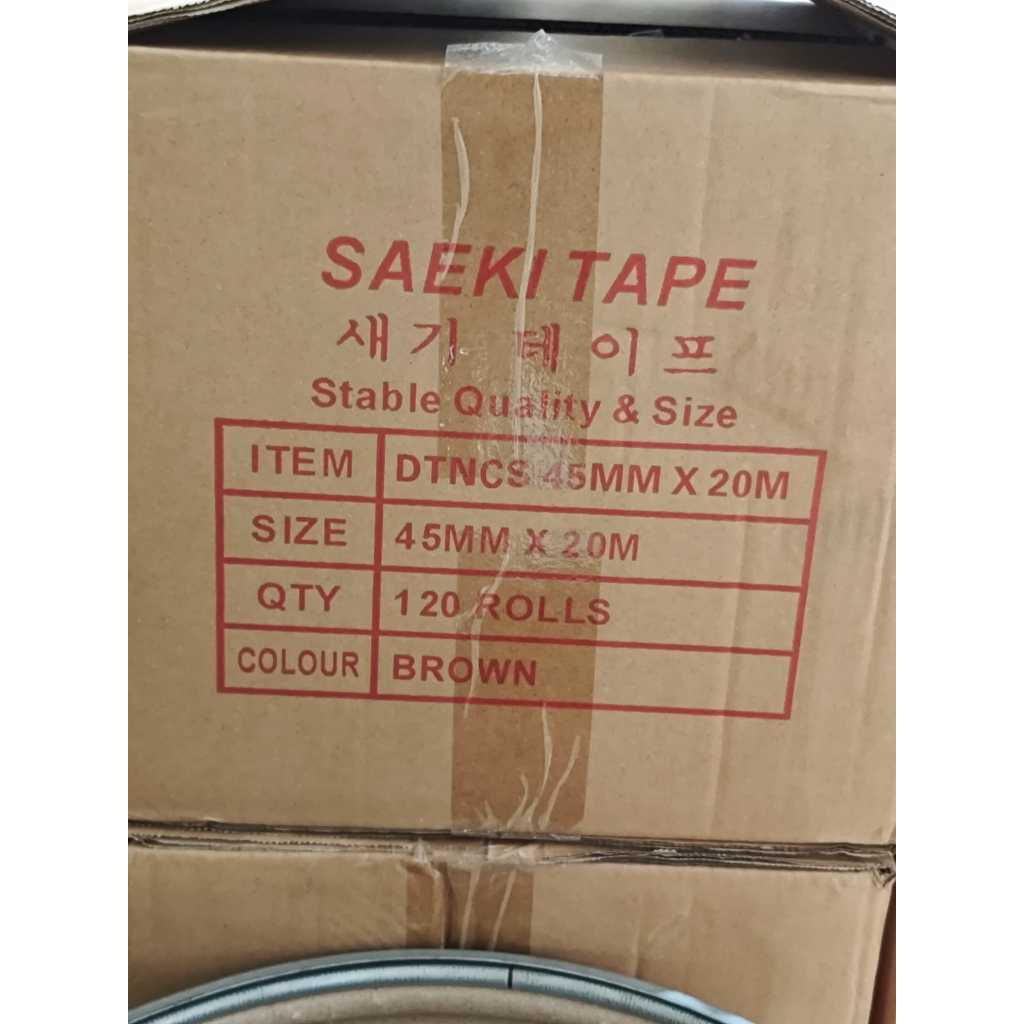 SAEKI TAPE
새기 테이프
Stable Quality & Size
ITEM DTNCS 45MM X 20M
SIZE 45MM X 20M
QTY 120 ROLLS
COLOUR BROWN